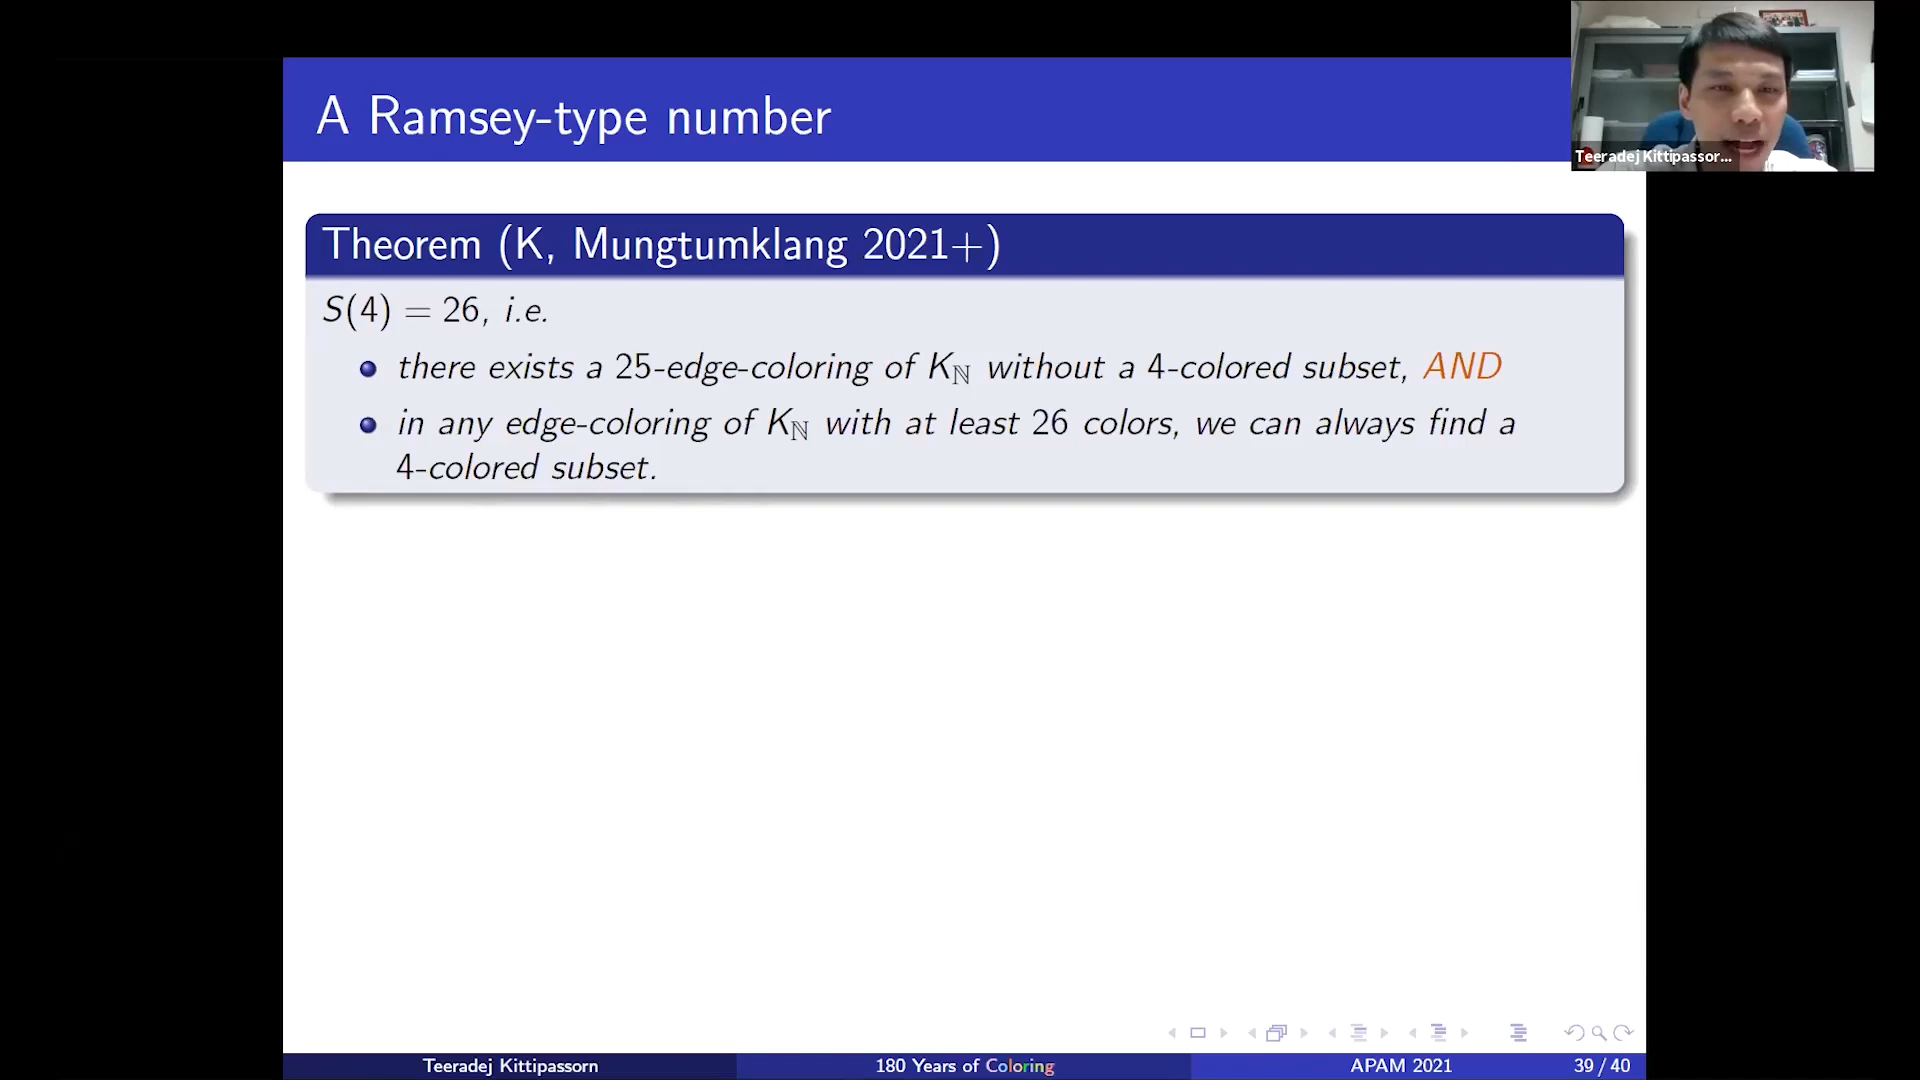 A Ramsey-type number
Teeradej Kittipassor...
Theorem (K, Mungtumklang 2021+)
S(4) = 26, i.e.
there exists a 25-edge-coloring of Kℕ without a 4-colored subset, AND
in any edge-coloring of Kℕ with at least 26 colors, we can always find a
4-colored subset.
Teeradej Kittipassorn
180 Years of Coloring
APAM 2021
39 / 40